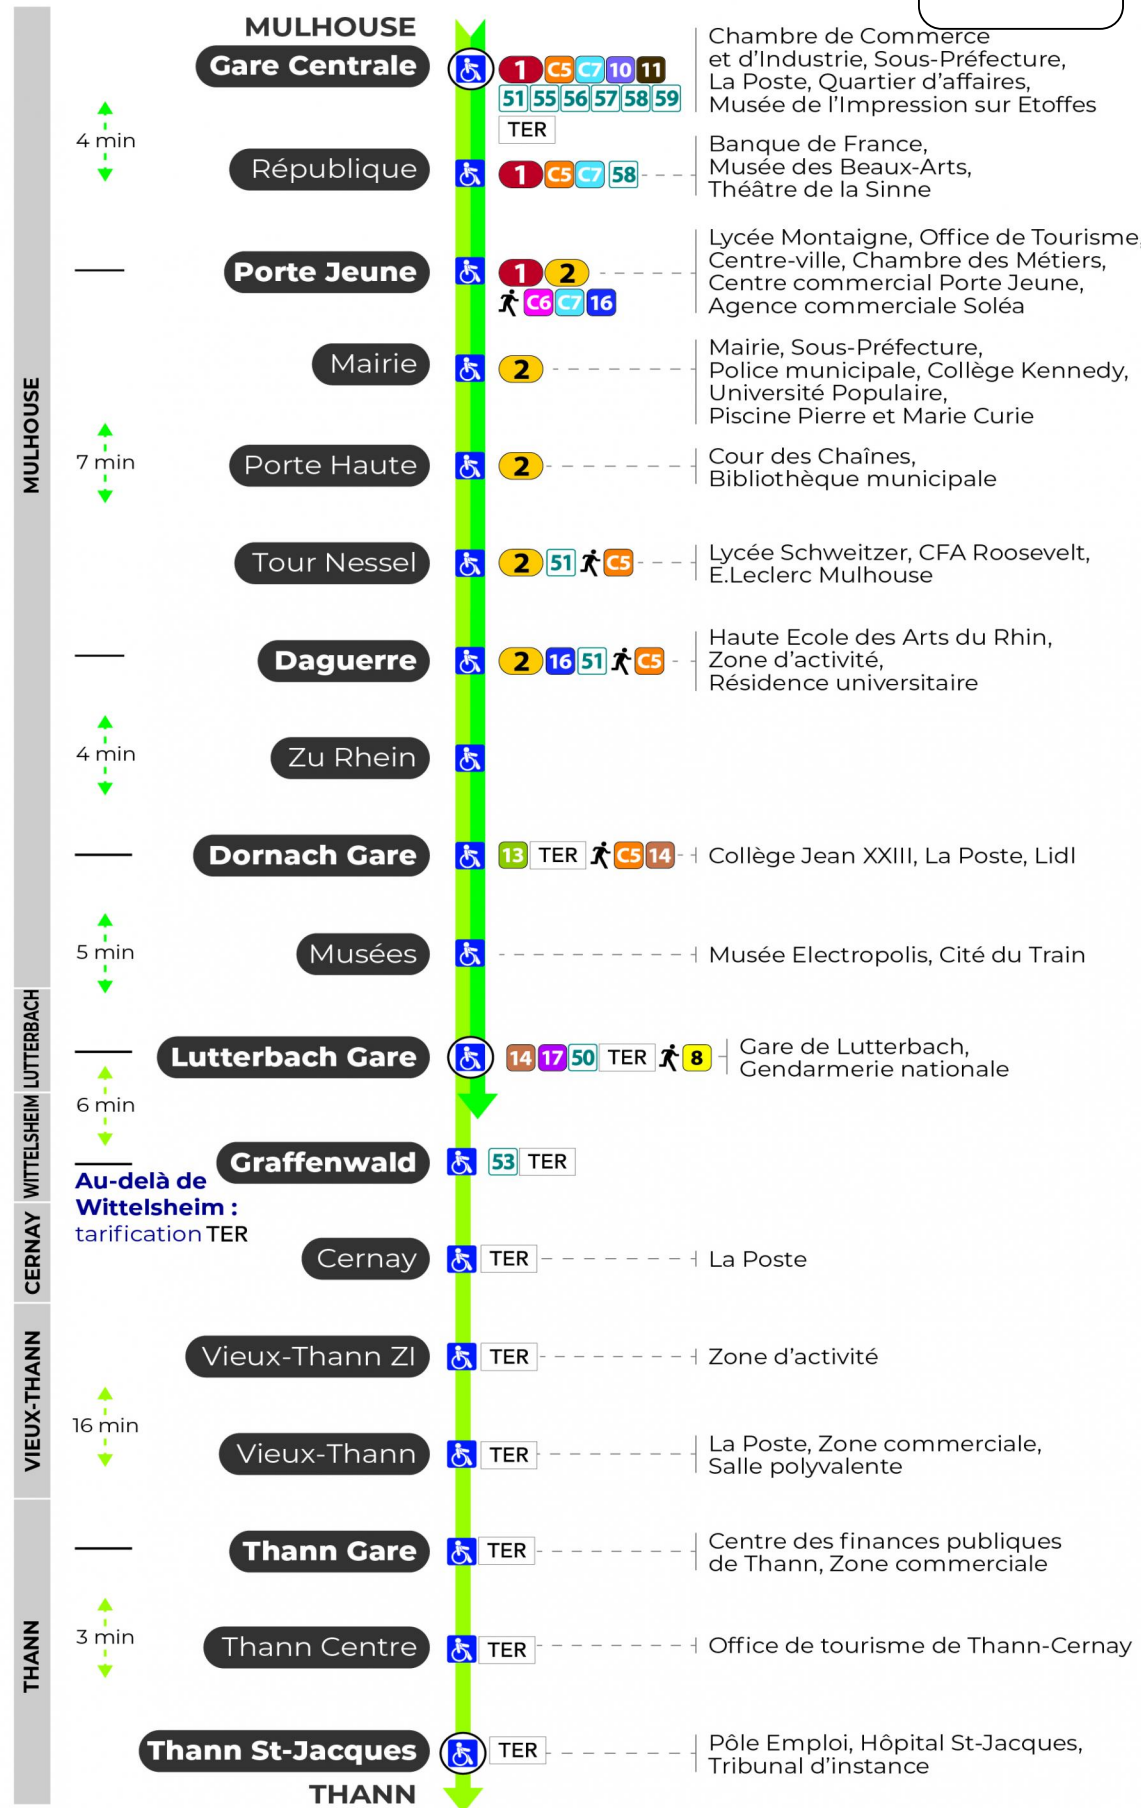 MULHOUSE
Gare Centrale
1 C5 C7 10 11
51 55 56 57 58 59
TER
Chambre de Commerce
et d'Industrie, Sous-Préfecture,
La Poste, Quartier d'affaires,
Musée de l'Impression sur Etoffes
4 min
République
1 C5 C7 58
Banque de France,
Musée des Beaux-Arts,
Théâtre de la Sinne
Porte Jeune
1 2
C6 C7 16
Lycée Montaigne, Office de Tourisme,
Centre-ville, Chambre des Métiers,
Centre commercial Porte Jeune,
Agence commerciale Soléa
Mairie
2
Mairie, Sous-Préfecture,
Police municipale, Collège Kennedy,
Université Populaire,
Piscine Pierre et Marie Curie
MULHOUSE
7 min
Porte Haute
2
Cour des Chaînes,
Bibliothèque municipale
Tour Nessel
2 51 C5
Lycée Schweitzer, CFA Roosevelt,
E.Leclerc Mulhouse
Daguerre
2 16 51 C5
Haute Ecole des Arts du Rhin,
Zone d'activité,
Résidence universitaire
4 min
Zu Rhein
Dornach Gare
13 TER C5 14
Collège Jean XXIII, La Poste, Lidl
5 min
Musées
Musée Electropolis, Cité du Train
LUTTERBACH
Lutterbach Gare
14 17 50 TER 8
Gare de Lutterbach,
Gendarmerie nationale
6 min
WITTELSHEIM
Graffenwald
53 TER
Au-delà de
Wittelsheim :
tarification TER
CERNAY
Cernay
TER
La Poste
VIEUX-THANN
Vieux-Thann ZI
TER
Zone d'activité
16 min
Vieux-Thann
TER
La Poste, Zone commerciale,
Salle polyvalente
Thann Gare
TER
Centre des finances publiques
de Thann, Zone commerciale
THANN
3 min
Thann Centre
TER
Office de tourisme de Thann-Cernay
Thann St-Jacques
TER
Pôle Emploi, Hôpital St-Jacques,
Tribunal d'instance
THANN